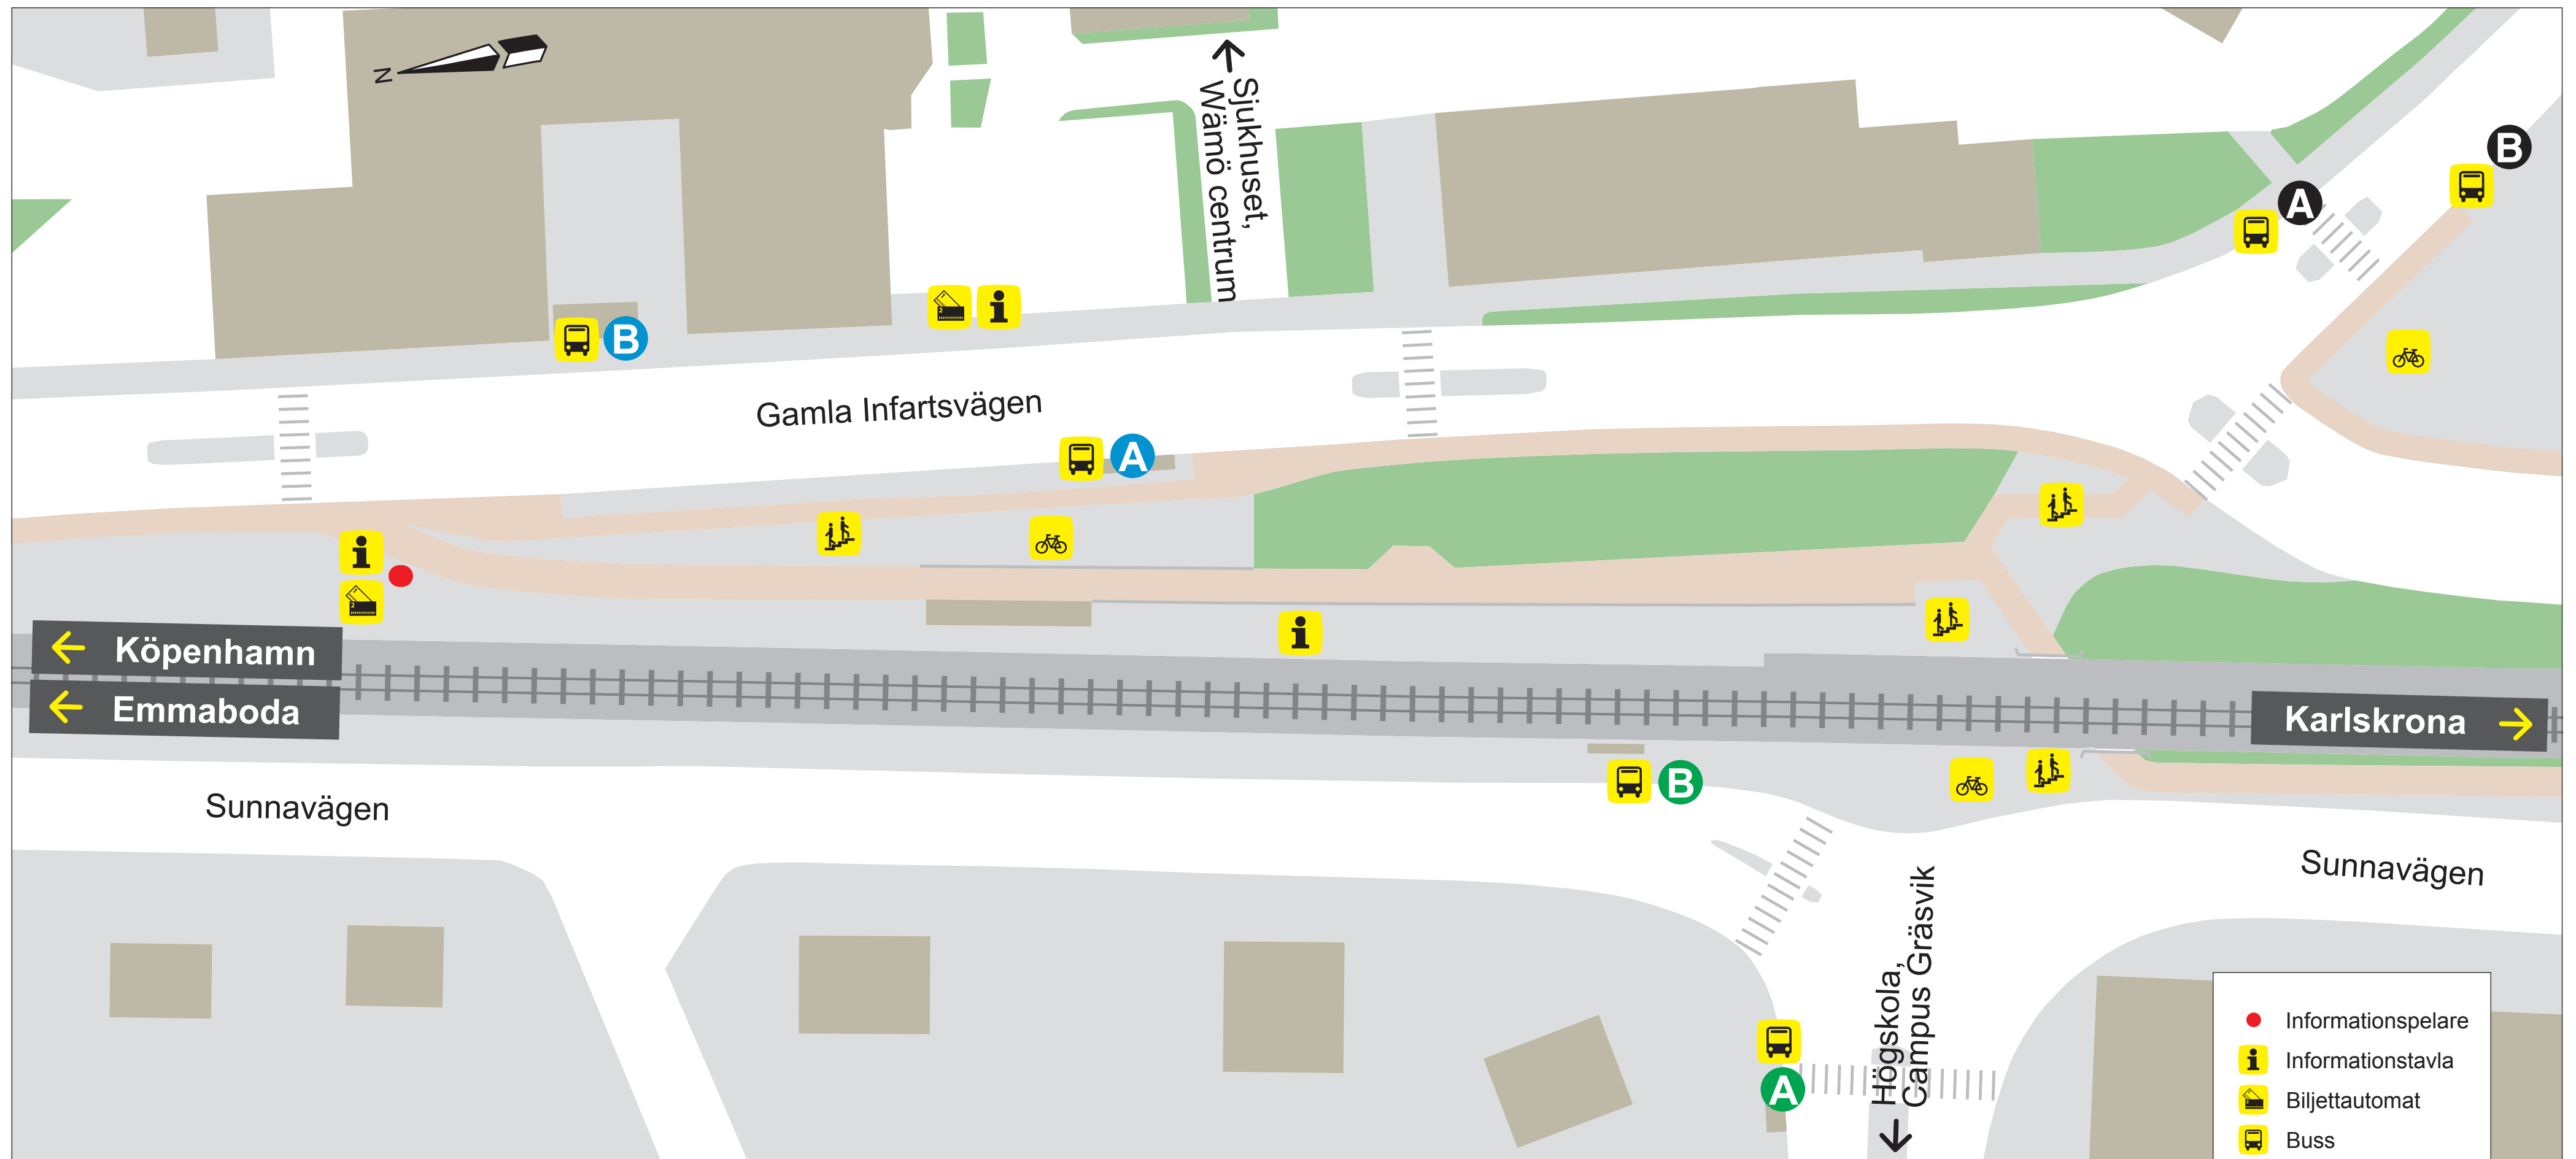 N
Sjukhuset,
Wämö centrum
B
A
B
Gamla Infartsvägen
A
Köpenhamn
Emmaboda
Karlskrona
B
Sunnavägen
Sunnavägen
Högskola,
Campus Gräsvik
A
Informationspelare
Informationstavla
Biljettautomat
Buss